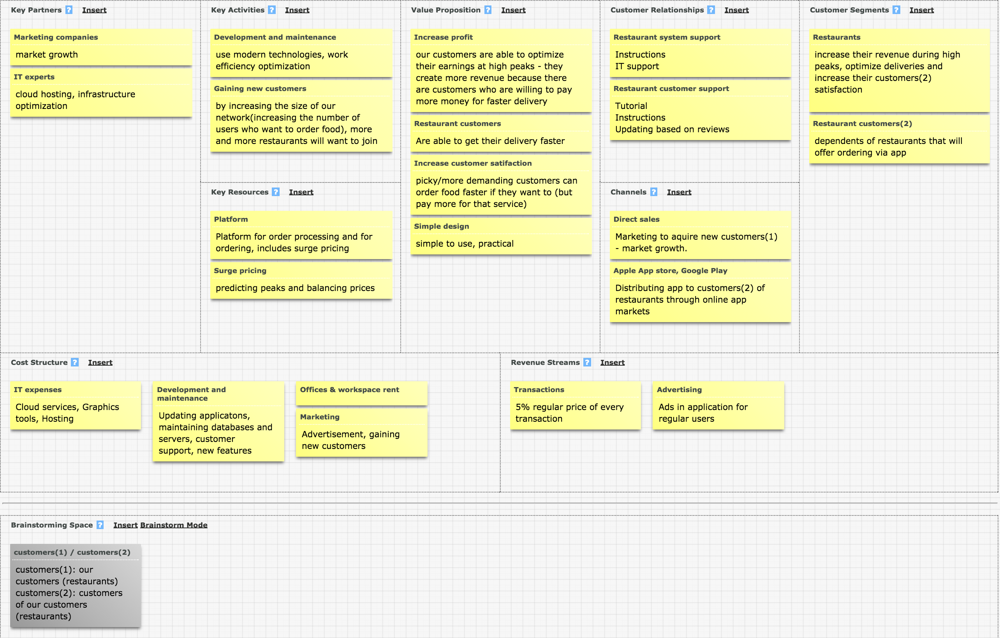 Key Partners ? Insert
Marketing companies
market growth
IT experts
cloud hosting, infrastructure
optimization
Key Activities ? Insert
Development and maintenance
use modern technologies, work
efficiency optimization
Gaining new customers
by increasing the size of our
network(increasing the number of
users who want to order food), more
and more restaurants will want to join
Key Resources ? Insert
Platform
Platform for order processing and for
ordering, includes surge pricing
Surge pricing
predicting peaks and balancing prices
Value Proposition ? Insert
Increase profit
our customers are able to optimize
their earnings at high peaks - they
create more revenue because there
are customers who are willing to pay
more money for faster delivery
Restaurant customers
Are able to get their delivery faster
Increase customer satifaction
picky/more demanding customers can
order food faster if they want to (but
pay more for that service)
Simple design
simple to use, practical
Customer Relationships ? Insert
Restaurant system support
Instructions
IT support
Restaurant customer support
Tutorial
Instructions
Updating based on reviews
Channels ? Insert
Direct sales
Marketing to aquire new customers(1)
- market growth.
Apple App store, Google Play
Distributing app to customers(2) of
restaurants through online app
markets
Customer Segments ? Insert
Restaurants
increase their revenue during high
peaks, optimize deliveries and
increase their customers(2)
satisfaction
Restaurant customers(2)
dependents of restaurants that will
offer ordering via app
Cost Structure ? Insert
IT expenses
Cloud services, Graphics
tools, Hosting
Development and
maintenance
Updating applicatons,
maintaining databases and
servers, customer
support, new features
Offices & workspace rent
Marketing
Advertisement, gaining
new customers
Revenue Streams ? Insert
Transactions
5% regular price of every
transaction
Advertising
Ads in application for
regular users
Brainstorming Space ? Insert Brainstorm Mode
customers(1) / customers(2)
customers(1): our
customers (restaurants)
customers(2): customers
of our customers
(restaurants)